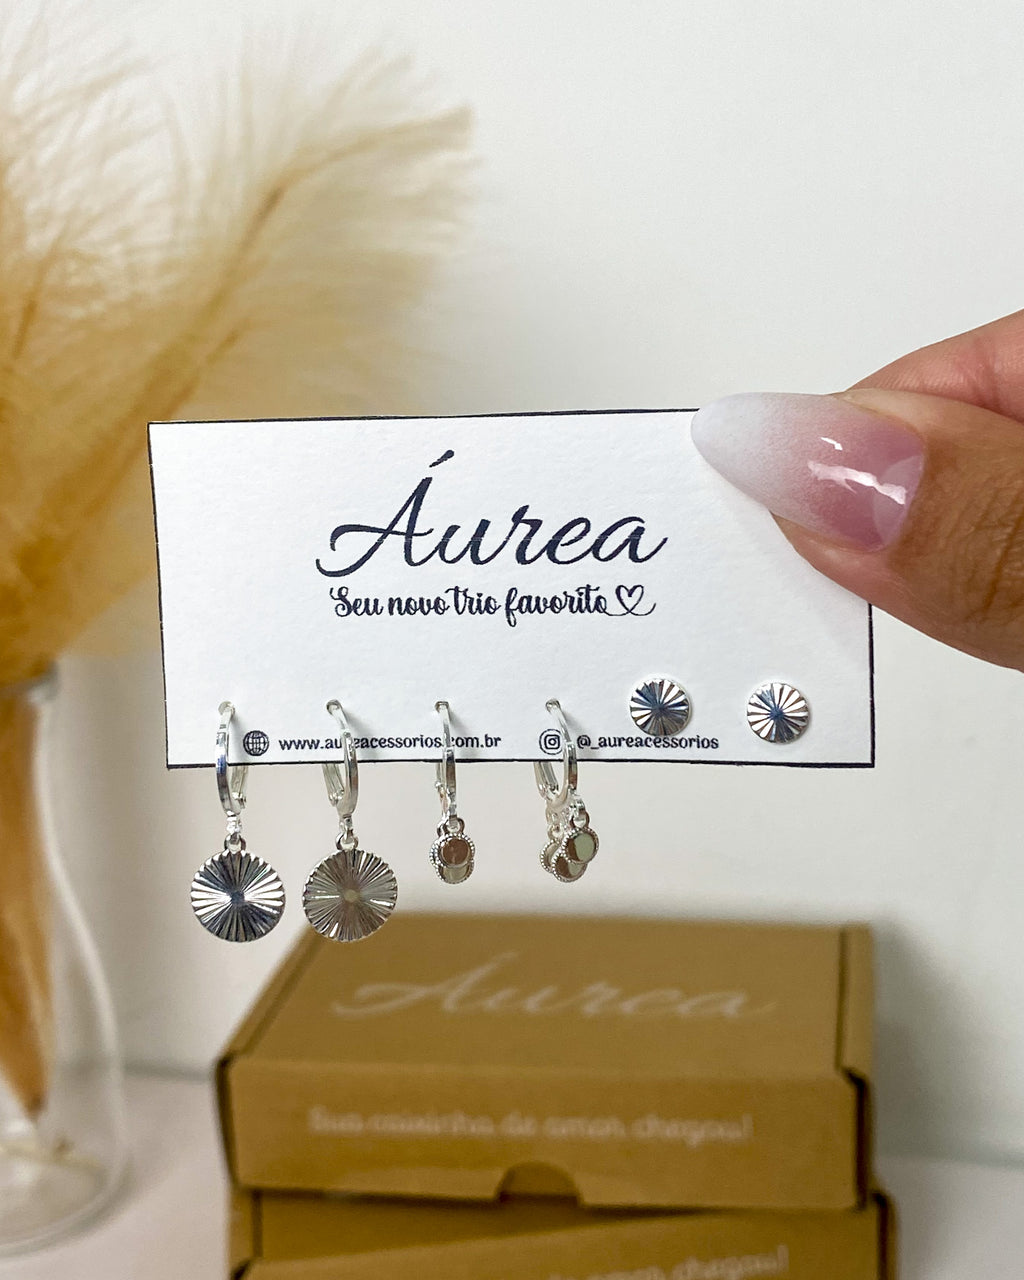 Áurea
Seu novo trio favorito
www.aureacessorios.com.br @_aureacessorios
Áurea
Sua caixinha de amor chegou!